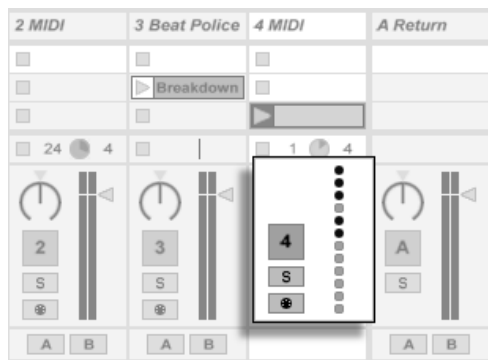 2 MIDI 3 Beat Police 4 MIDI A Return
Breakdown
24 4 1 4
2 3 4 A
S S S S
A B A B A B